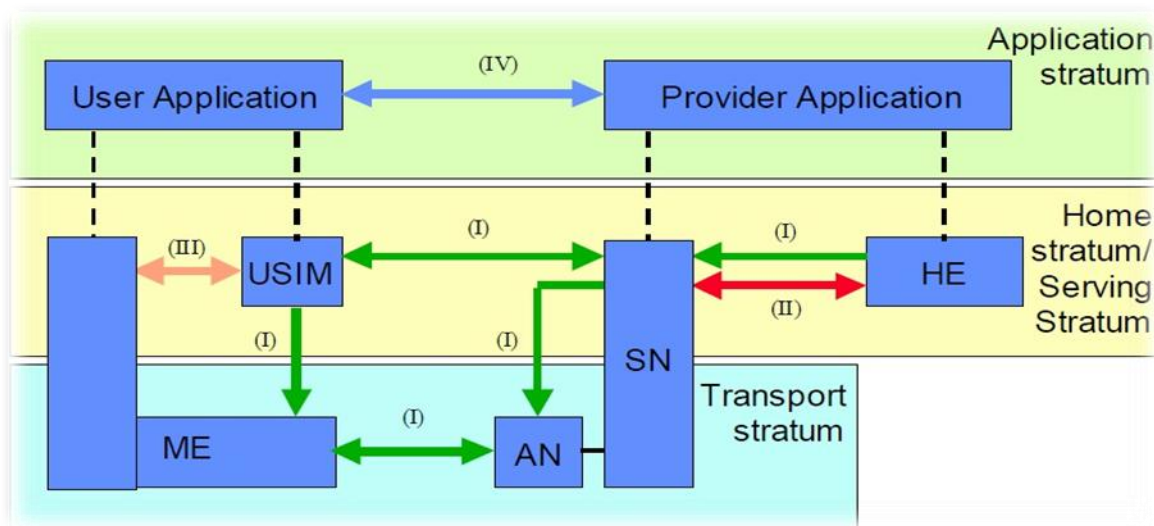 Application
stratum
(IV)
User Application
Provider Application
Home
stratum/
Serving
Stratum
(I)
(I)
(III)
USIM
HE
(II)
(I)
(I)
SN
Transport
stratum
(I)
ME
AN